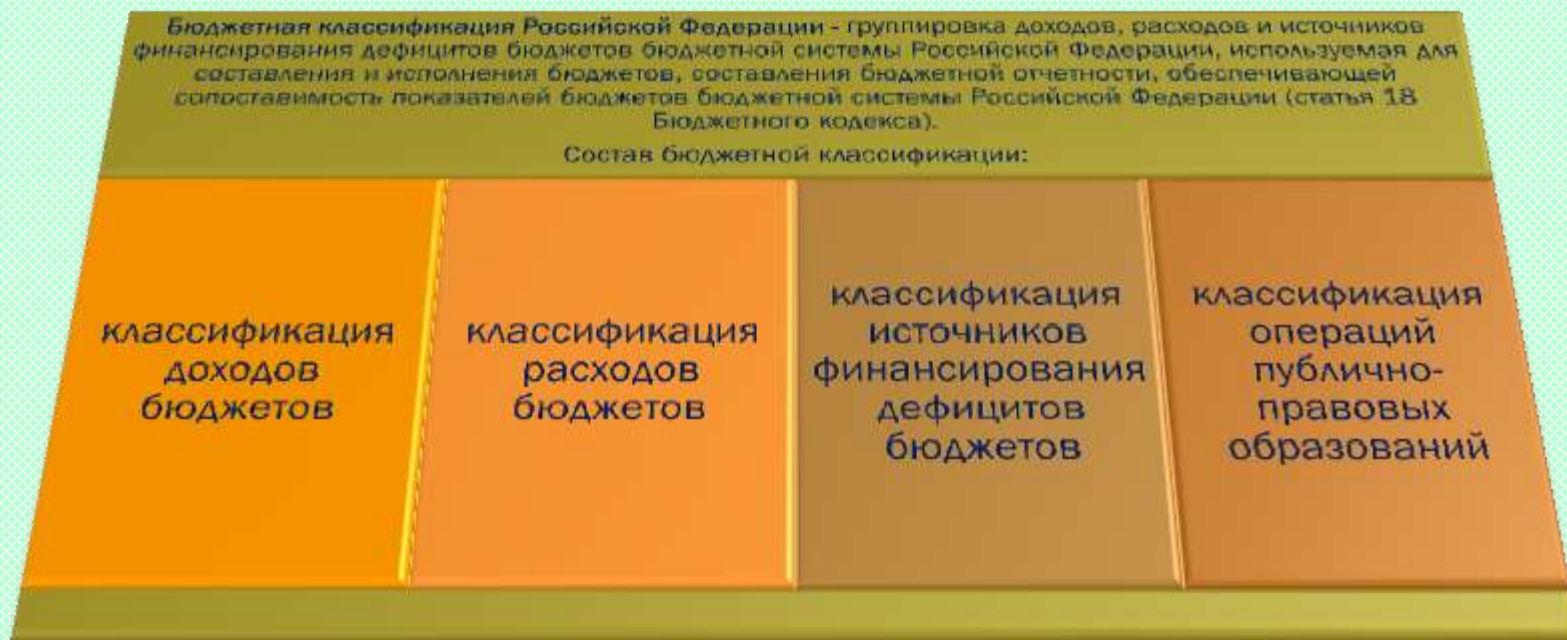 Бюджетная классификация Российской Федерации - группировка доходов, расходов и источников
финансирования дефицитов бюджетов бюджетной системы Российской Федерации, используемая для
составления и исполнения бюджетов, составления бюджетной отчетности, обеспечивающей
сопоставимость показателей бюджетов бюджетной системы Российской Федерации (статья 18
Бюджетного кодекса).
Состав бюджетной классификации:
классификация
доходов
бюджетов
классификация
расходов
бюджетов
классификация
источников
финансирования
дефицитов
бюджетов
классификация
операций
публично-
правовых
образований